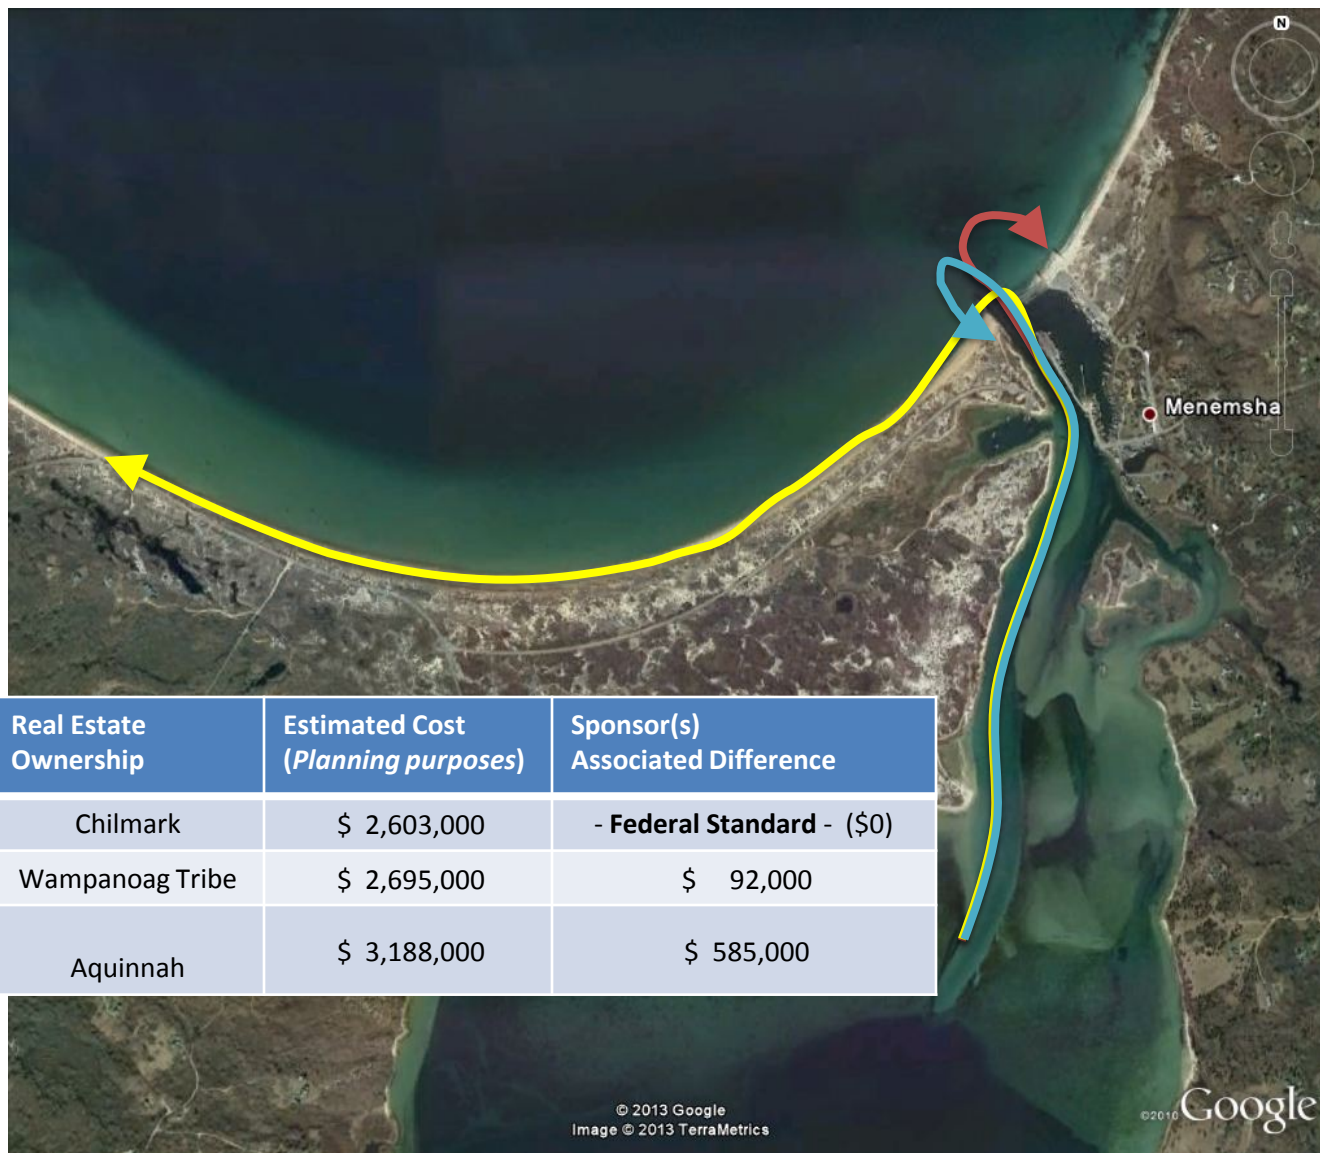 N
Menemsha
Real Estate Ownership
Estimated Cost (Planning purposes)
Sponsor(s) Associated Difference
Chilmark $ 2,603,000 - Federal Standard - ($0)
Wampanoag Tribe $ 2,695,000 $ 92,000
Aquinnah $ 3,188,000 $ 585,000
© 2013 Google
Image © 2013 TerraMetrics
©2010 Google